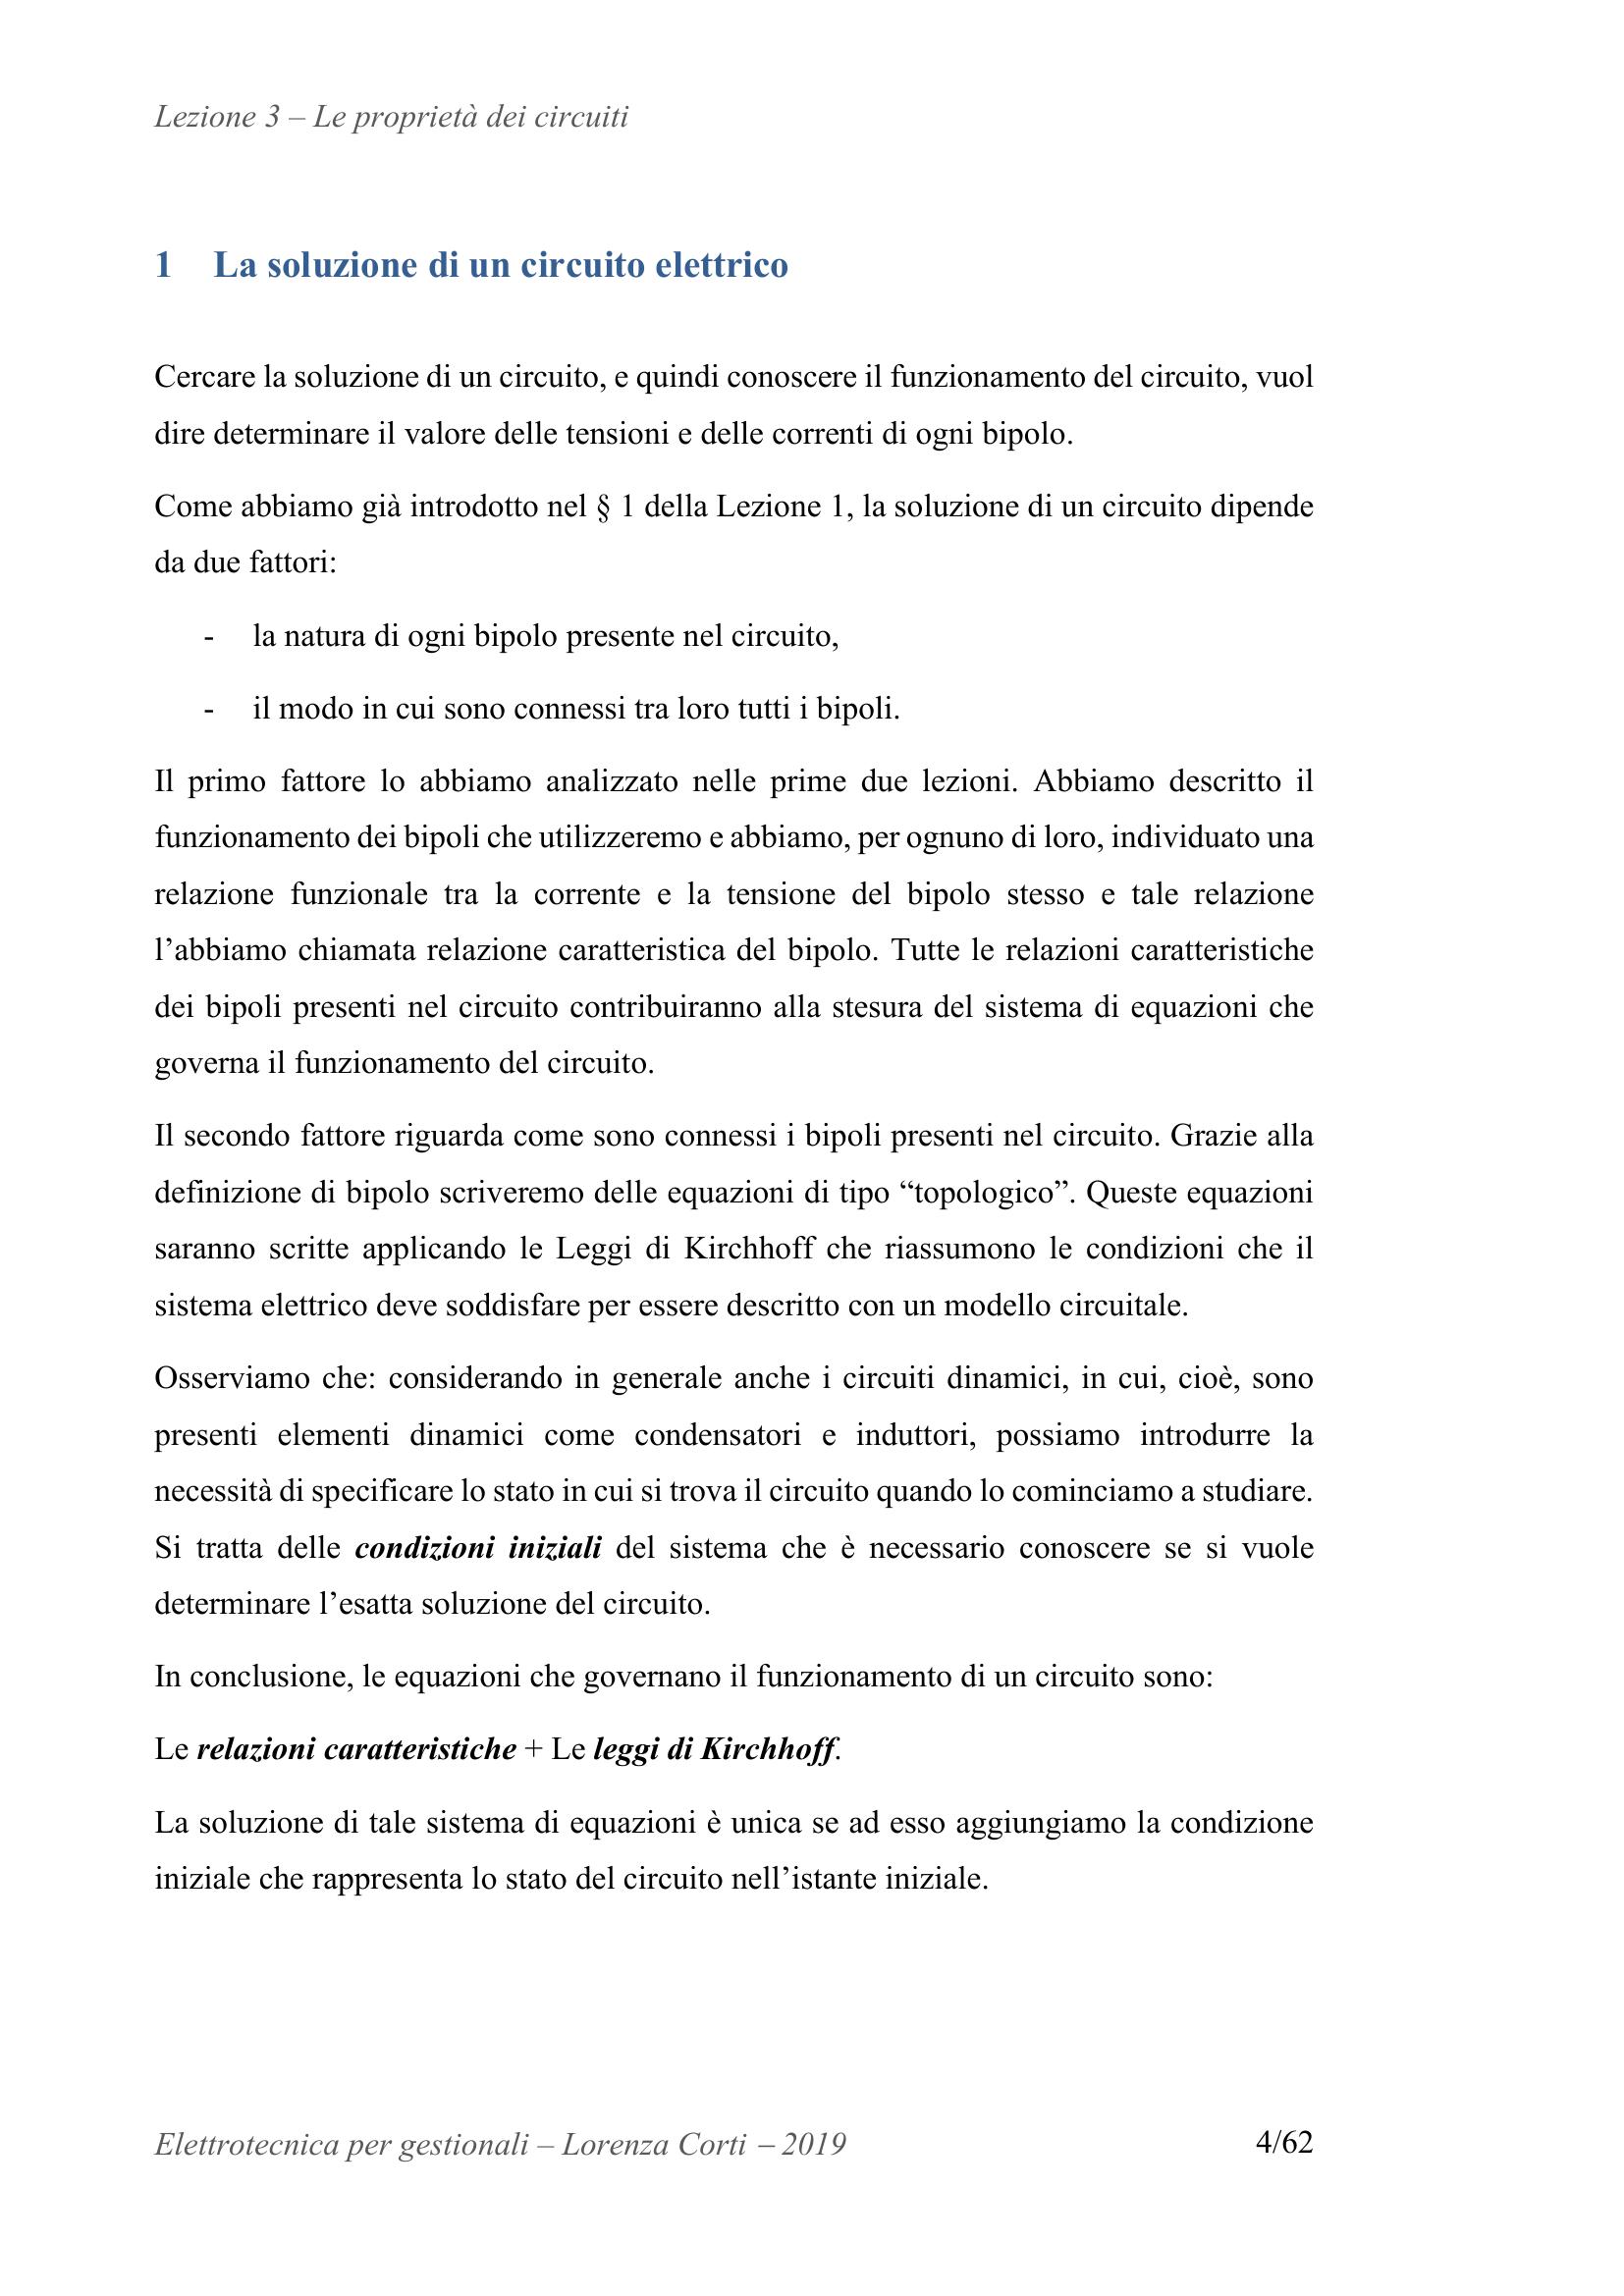 Lezione 3 – Le proprietà dei circuiti
1 La soluzione di un circuito elettrico
Cercare la soluzione di un circuito, e quindi conoscere il funzionamento del circuito, vuol
dire determinare il valore delle tensioni e delle correnti di ogni bipolo.
Come abbiamo già introdotto nel § 1 della Lezione 1, la soluzione di un circuito dipende
da due fattori:
- la natura di ogni bipolo presente nel circuito,
- il modo in cui sono connessi tra loro tutti i bipoli.
Il primo fattore lo abbiamo analizzato nelle prime due lezioni. Abbiamo descritto il
funzionamento dei bipoli che utilizzeremo e abbiamo, per ognuno di loro, individuato una
relazione funzionale tra la corrente e la tensione del bipolo stesso e tale relazione
l’abbiamo chiamata relazione caratteristica del bipolo. Tutte le relazioni caratteristiche
dei bipoli presenti nel circuito contribuiranno alla stesura del sistema di equazioni che
governa il funzionamento del circuito.
Il secondo fattore riguarda come sono connessi i bipoli presenti nel circuito. Grazie alla
definizione di bipolo scriveremo delle equazioni di tipo “topologico”. Queste equazioni
saranno scritte applicando le Leggi di Kirchhoff che riassumono le condizioni che il
sistema elettrico deve soddisfare per essere descritto con un modello circuitale.
Osserviamo che: considerando in generale anche i circuiti dinamici, in cui, cioè, sono
presenti elementi dinamici come condensatori e induttori, possiamo introdurre la
necessità di specificare lo stato in cui si trova il circuito quando lo cominciamo a studiare.
Si tratta delle condizioni iniziali del sistema che è necessario conoscere se si vuole
determinare l’esatta soluzione del circuito.
In conclusione, le equazioni che governano il funzionamento di un circuito sono:
Le relazioni caratteristiche + Le leggi di Kirchhoff.
La soluzione di tale sistema di equazioni è unica se ad esso aggiungiamo la condizione
iniziale che rappresenta lo stato del circuito nell’istante iniziale.
Elettrotecnica per gestionali – Lorenza Corti – 2019 4/62